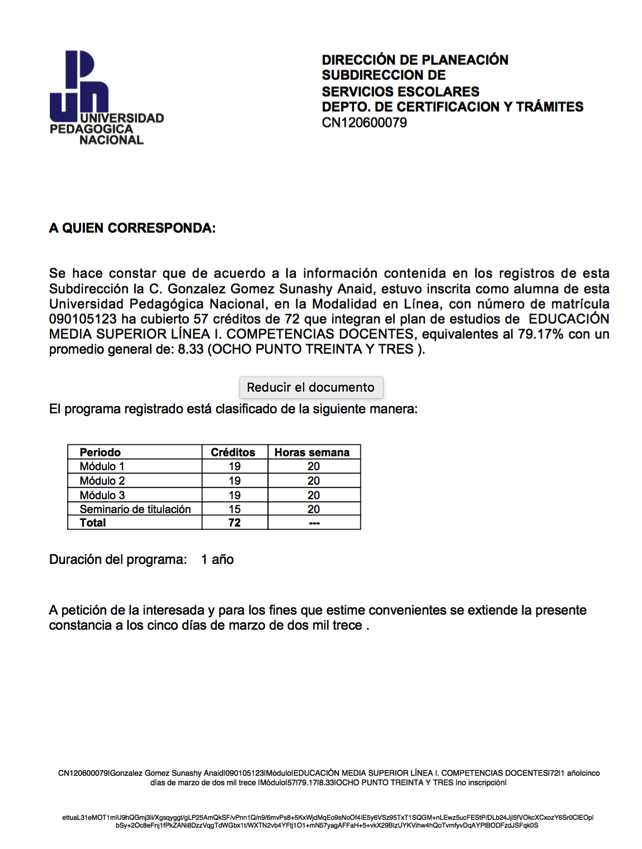 UNIVERSIDAD
PEDAGOGICA
NACIONAL
DIRECCIÓN DE PLANEACIÓN
SUBDIRECCION DE
SERVICIOS ESCOLARES
DEPTO. DE CERTIFICACION Y TRÁMITES
CN120600079
A QUIEN CORRESPONDA:
Se hace constar que de acuerdo a la información contenida en los registros de esta
Subdirección la C. Gonzalez Gomez Sunashy Anaid, estuvo inscrita como alumna de esta
Universidad Pedagógica Nacional, en la Modalidad en Línea, con número de matrícula
090105123 ha cubierto 57 créditos de 72 que integran el plan de estudios de EDUCACIÓN
MEDIA SUPERIOR LÍNEA I. COMPETENCIAS DOCENTES, equivalentes al 79.17% con un
promedio general de: 8.33 (OCHO PUNTO TREINTA Y TRES ).
Reducir el documento
El programa registrado está clasificado de la siguiente manera:
Periodo Créditos Horas semana
Módulo 1 19 20
Módulo 2 19 20
Módulo 3 19 20
Seminario de titulación 15 20
Total 72 ---
Duración del programa: 1 año
A petición de la interesada y para los fines que estime convenientes se extiende la presente
constancia a los cinco días de marzo de dos mil trece .
CN120600079|Gonzalez Gomez Sunashy Anaid|090105123|Módulo|EDUCACIÓN MEDIA SUPERIOR LÍNEA I. COMPETENCIAS DOCENTES|72|1 año|cinco
días de marzo de dos mil trece |Módulo|57|79.17|8.33|OCHO PUNTO TREINTA Y TRES |no inscripción|